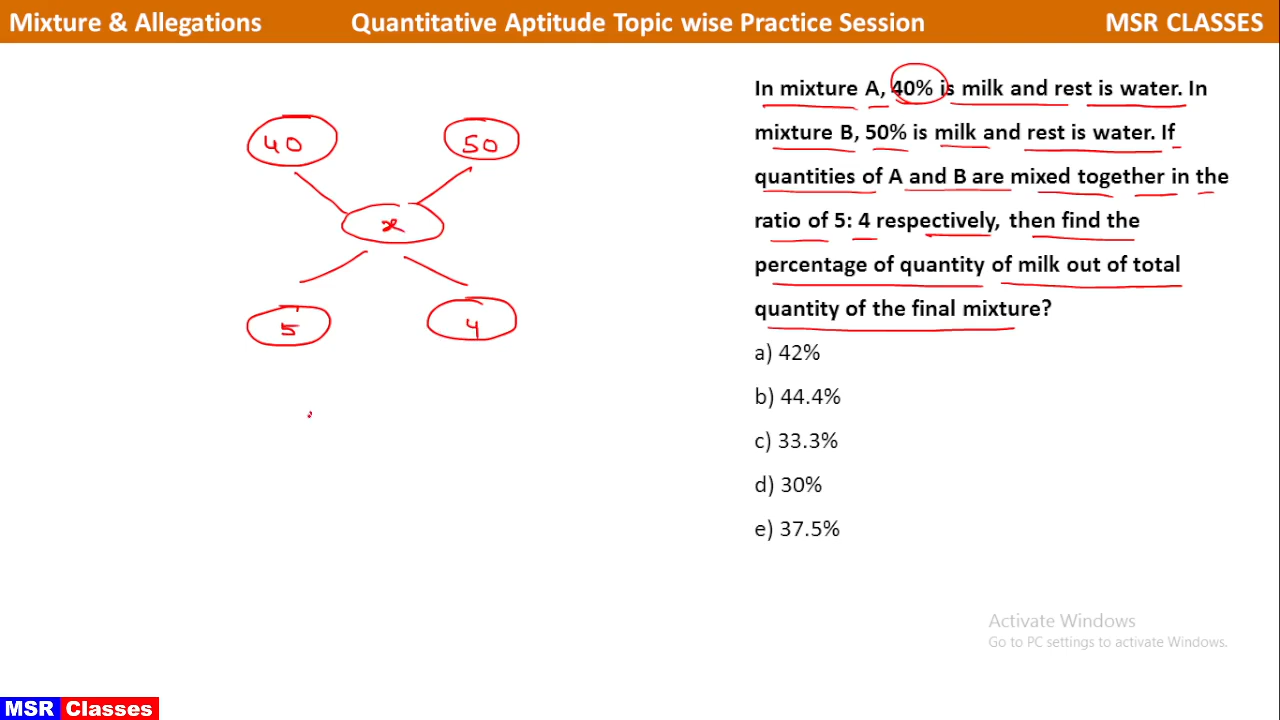 Mixture & Allegations Quantitative Aptitude Topic wise Practice Session MSR CLASSES
In mixture A, 40% is milk and rest is water. In
mixture B, 50% is milk and rest is water. If
quantities of A and B are mixed together in the
ratio of 5: 4 respectively, then find the
percentage of quantity of milk out of total
quantity of the final mixture?
a) 42%
b) 44.4%
c) 33.3%
d) 30%
e) 37.5%
40 50
x
5 4
Activate Windows
Go to PC settings to activate Windows.
MSR Classes